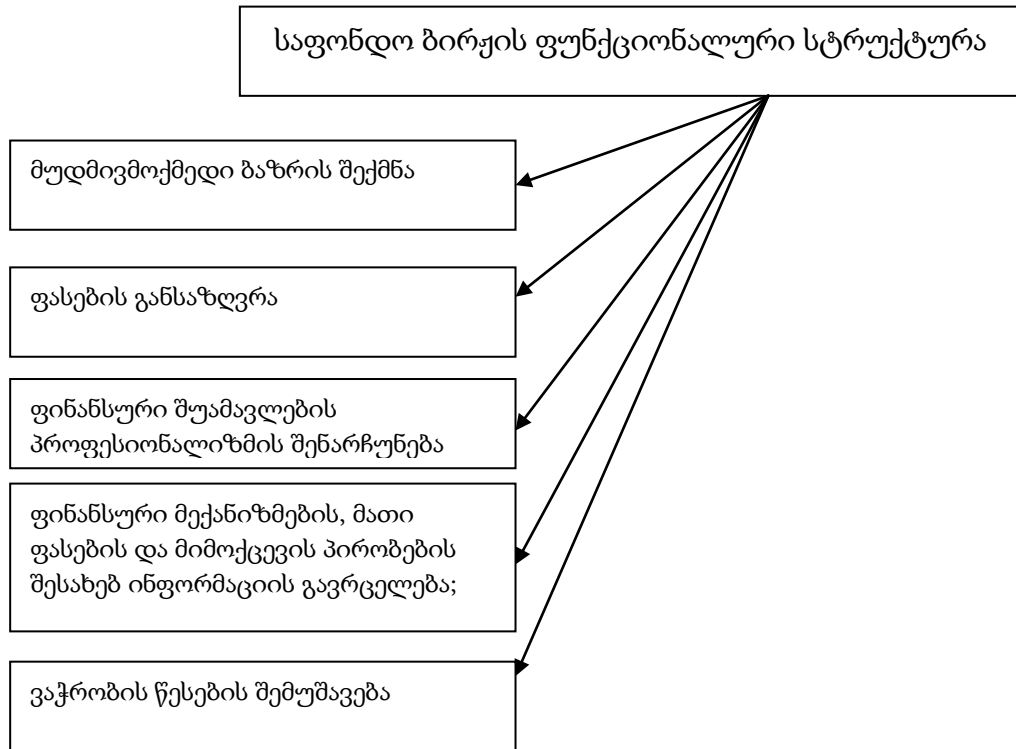 საფონდო ბირჟის ფუნქციონალური სტრუქტურა
მუდმივმოქმედი ბაზრის შექმნა
ფასების განსაზღვრა
ფინანსური შუამავლების
პროფესიონალიზმის შენარჩუნება
ფინანსური მექანიზმების, მათი
ფასების და მიმოქცევის პირობების
შესახებ ინფორმაციის გავრცელება;
ვაჭრობის წესების შემუშავება